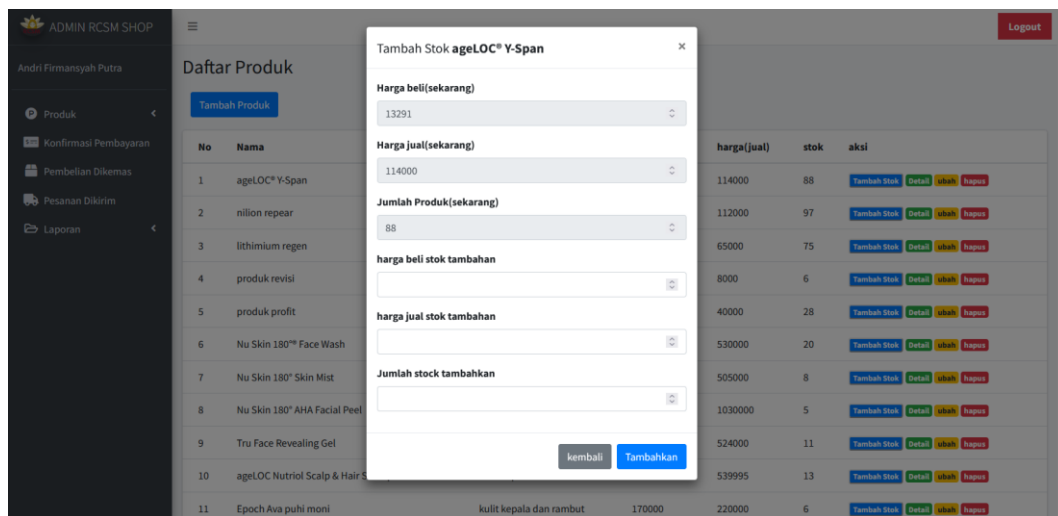 ADMIN RCSM SHOP
Logout
Andri Firmansyah Putra
Produk
Konfirmasi Pembayaran
Pembelian Dikemas
Pesanan Dikirim
Laporan
Daftar Produk
Tambah Produk
Tambah Stok ageLOC® Y-Span ×
Harga beli(sekarang)
13291
Harga jual(sekarang)
114000
Jumlah Produk(sekarang)
88
harga beli stok tambahan
harga jual stok tambahan
Jumlah stock tambahkan
kembali Tambahkan
No Nama harga(jual) stok aksi
1 ageLOC® Y-Span 114000 88 Tambah Stok Detail ubah hapus
2 nilion repear 112000 97 Tambah Stok Detail ubah hapus
3 lithimium regen 65000 75 Tambah Stok Detail ubah hapus
4 produk revisi 8000 6 Tambah Stok Detail ubah hapus
5 produk profit 40000 28 Tambah Stok Detail ubah hapus
6 Nu Skin 180°® Face Wash 530000 20 Tambah Stok Detail ubah hapus
7 Nu Skin 180° Skin Mist 505000 8 Tambah Stok Detail ubah hapus
8 Nu Skin 180° AHA Facial Peel 1030000 5 Tambah Stok Detail ubah hapus
9 Tru Face Revealing Gel 524000 11 Tambah Stok Detail ubah hapus
10 ageLOC Nutriol Scalp & Hair S 539995 13 Tambah Stok Detail ubah hapus
11 Epoch Ava puhi moni kulit kepala dan rambut 170000 220000 6 Tambah Stok Detail ubah hapus